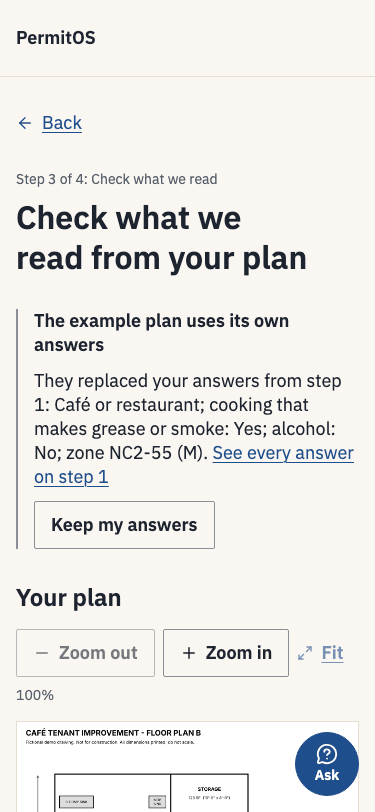 PermitOS
Back
Step 3 of 4: Check what we read
Check what we
read from your plan
The example plan uses its own
answers
They replaced your answers from step
1: Café or restaurant; cooking that
makes grease or smoke: Yes; alcohol:
No; zone NC2-55 (M). See every answer
on step 1
Keep my answers
Your plan
Zoom out
Zoom in
Fit
100%
CAFÉ TENANT IMPROVEMENT - FLOOR PLAN B
Fictional demo drawing. Not for construction. All dimensions printed; do not scale.
STORAGE
Ask